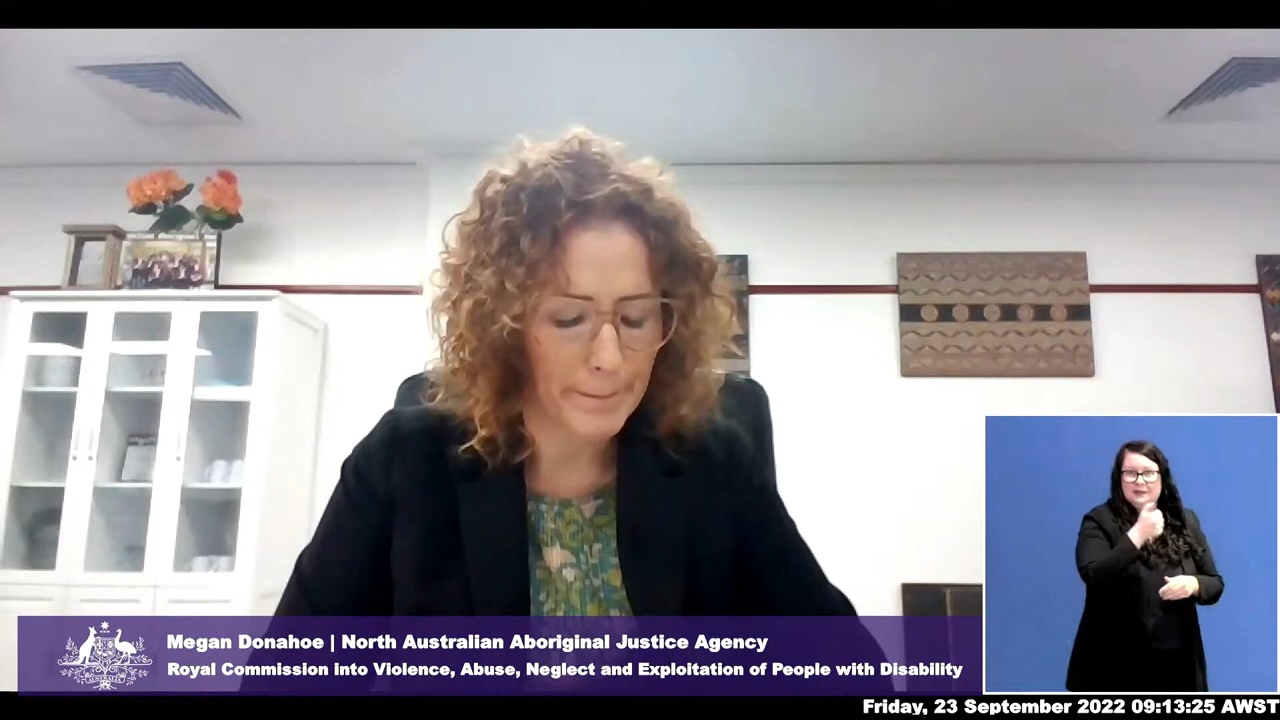 Megan Donahoe | North Australian Aboriginal Justice Agency
Royal Commission into Violence, Abuse, Neglect and Exploitation of People with Disability
AUSTRALIA
Friday, 23 September 2022 09:13:25 AWST